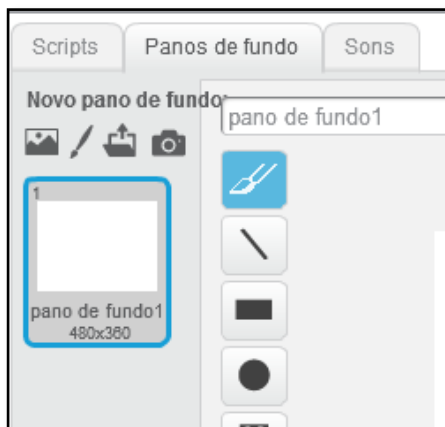 Scripts Panos de fundo Sons
Novo pano de fundo:
pano de fundo1
1
pano de fundo1
480x360